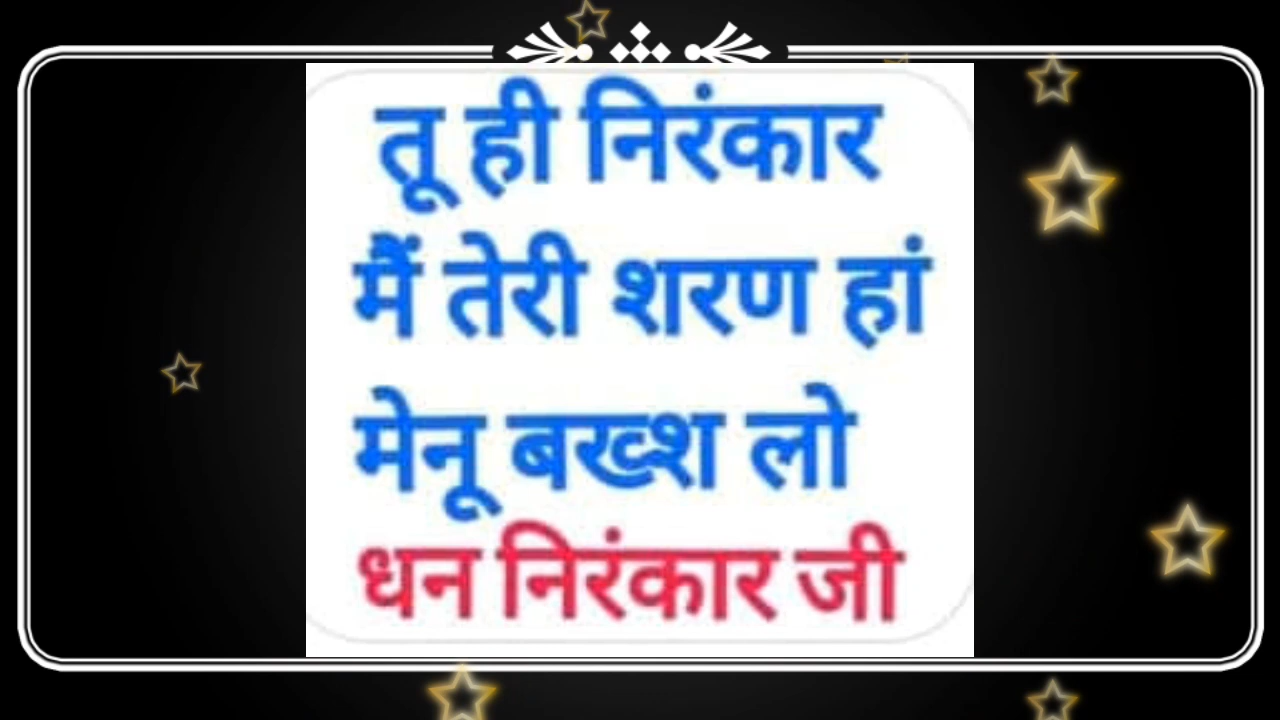 तू ही निरंकार
मैं तेरी शरण हां
मेनू बख्श लो
धन निरंकार जी